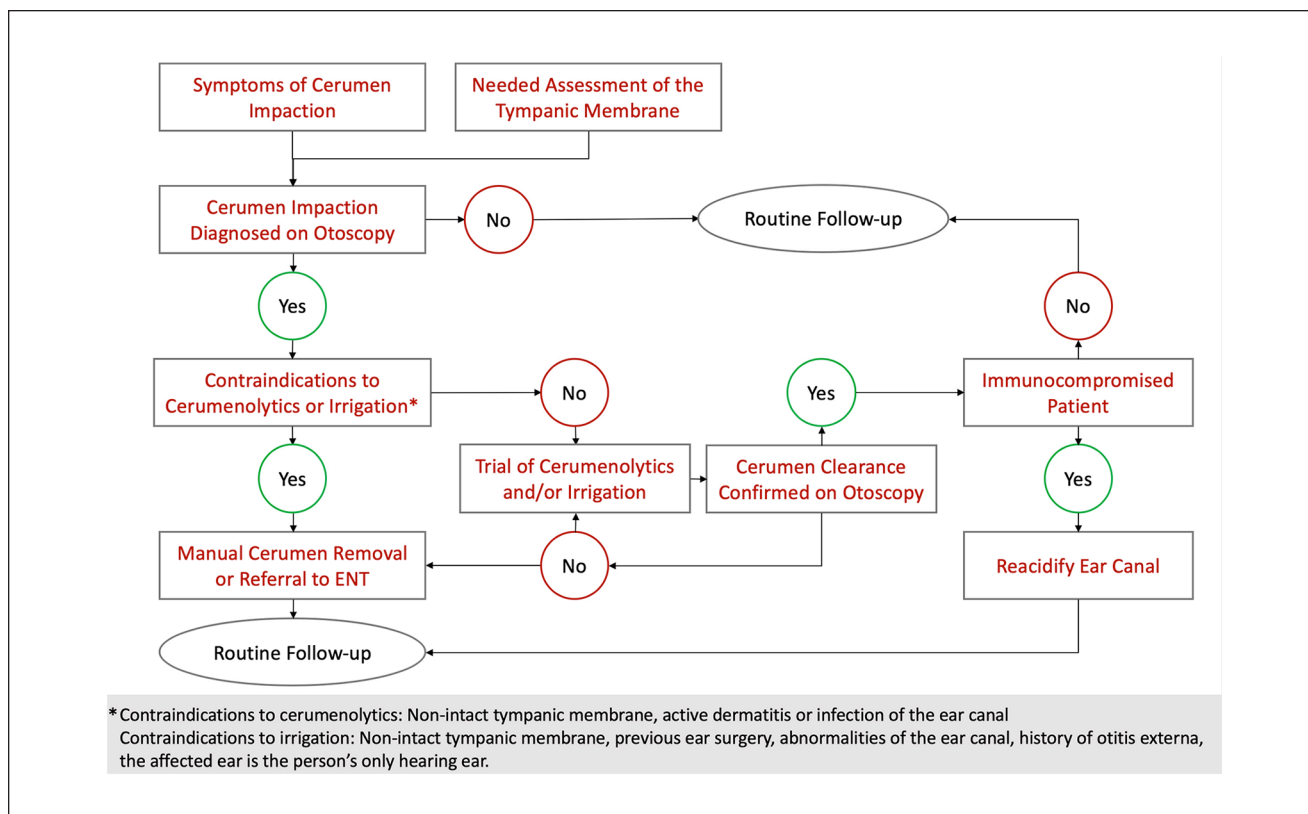 Symptoms of Cerumen
Impaction
Needed Assessment of the
Tympanic Membrane
Cerumen Impaction
Diagnosed on Otoscopy
No
Routine Follow-up
Yes
No
Contraindications to
Cerumenolytics or Irrigation*
No
Yes
Immunocompromised
Patient
Yes
Trial of Cerumenolytics
and/or Irrigation
Cerumen Clearance
Confirmed on Otoscopy
Yes
Manual Cerumen Removal
or Referral to ENT
No
Reacidify Ear Canal
Routine Follow-up
* Contraindications to cerumenolytics: Non-intact tympanic membrane, active dermatitis or infection of the ear canal
Contraindications to irrigation: Non-intact tympanic membrane, previous ear surgery, abnormalities of the ear canal, history of otitis externa,
the affected ear is the person’s only hearing ear.